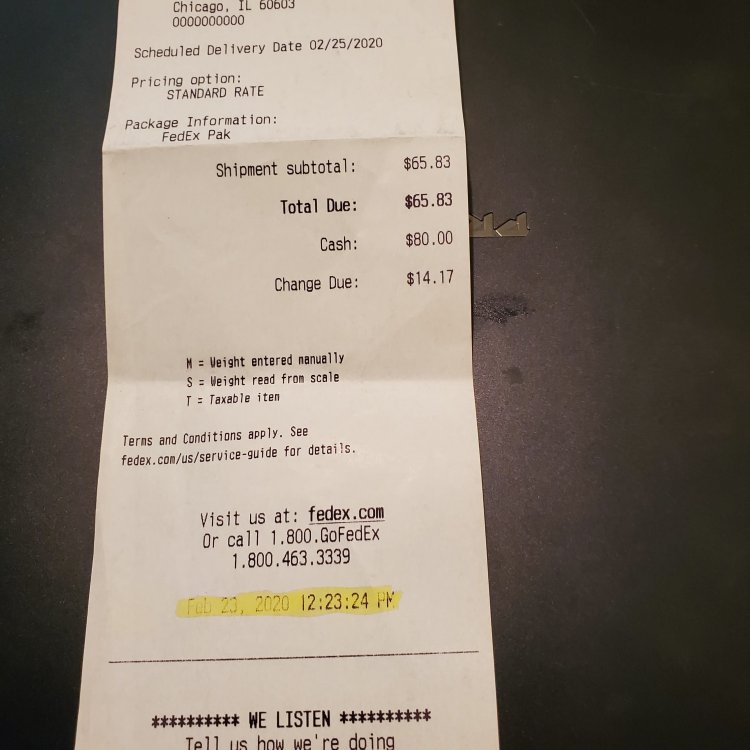 Chicago, IL 60603
0000000000
Scheduled Delivery Date 02/25/2020
Pricing option:
STANDARD RATE
Package Information:
FedEx Pak
Shipment subtotal: $65.83
Total Due: $65.83
Cash: $80.00
Change Due: $14.17
M = Weight entered manually
S = Weight read from scale
T = Taxable item
Terms and Conditions apply. See
fedex.com/us/service-guide for details.
Visit us at: fedex.com
Or call 1.800.GoFedEx
1.800.463.3339
Feb 23, 2020 12:23:24 PM
********** WE LISTEN **********
Tell us how we're doing